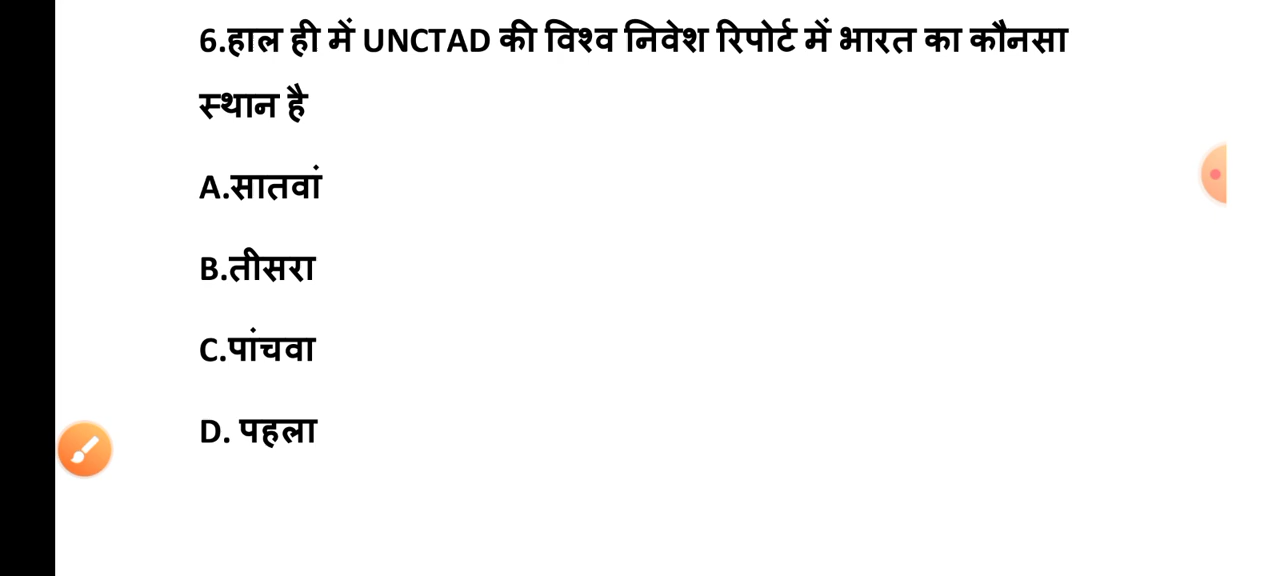 6.हाल ही में UNCTAD की विश्व निवेश रिपोर्ट में भारत का कौनसा
स्थान है
A.सातवां
B.तीसरा
C.पांचवा
D. पहला